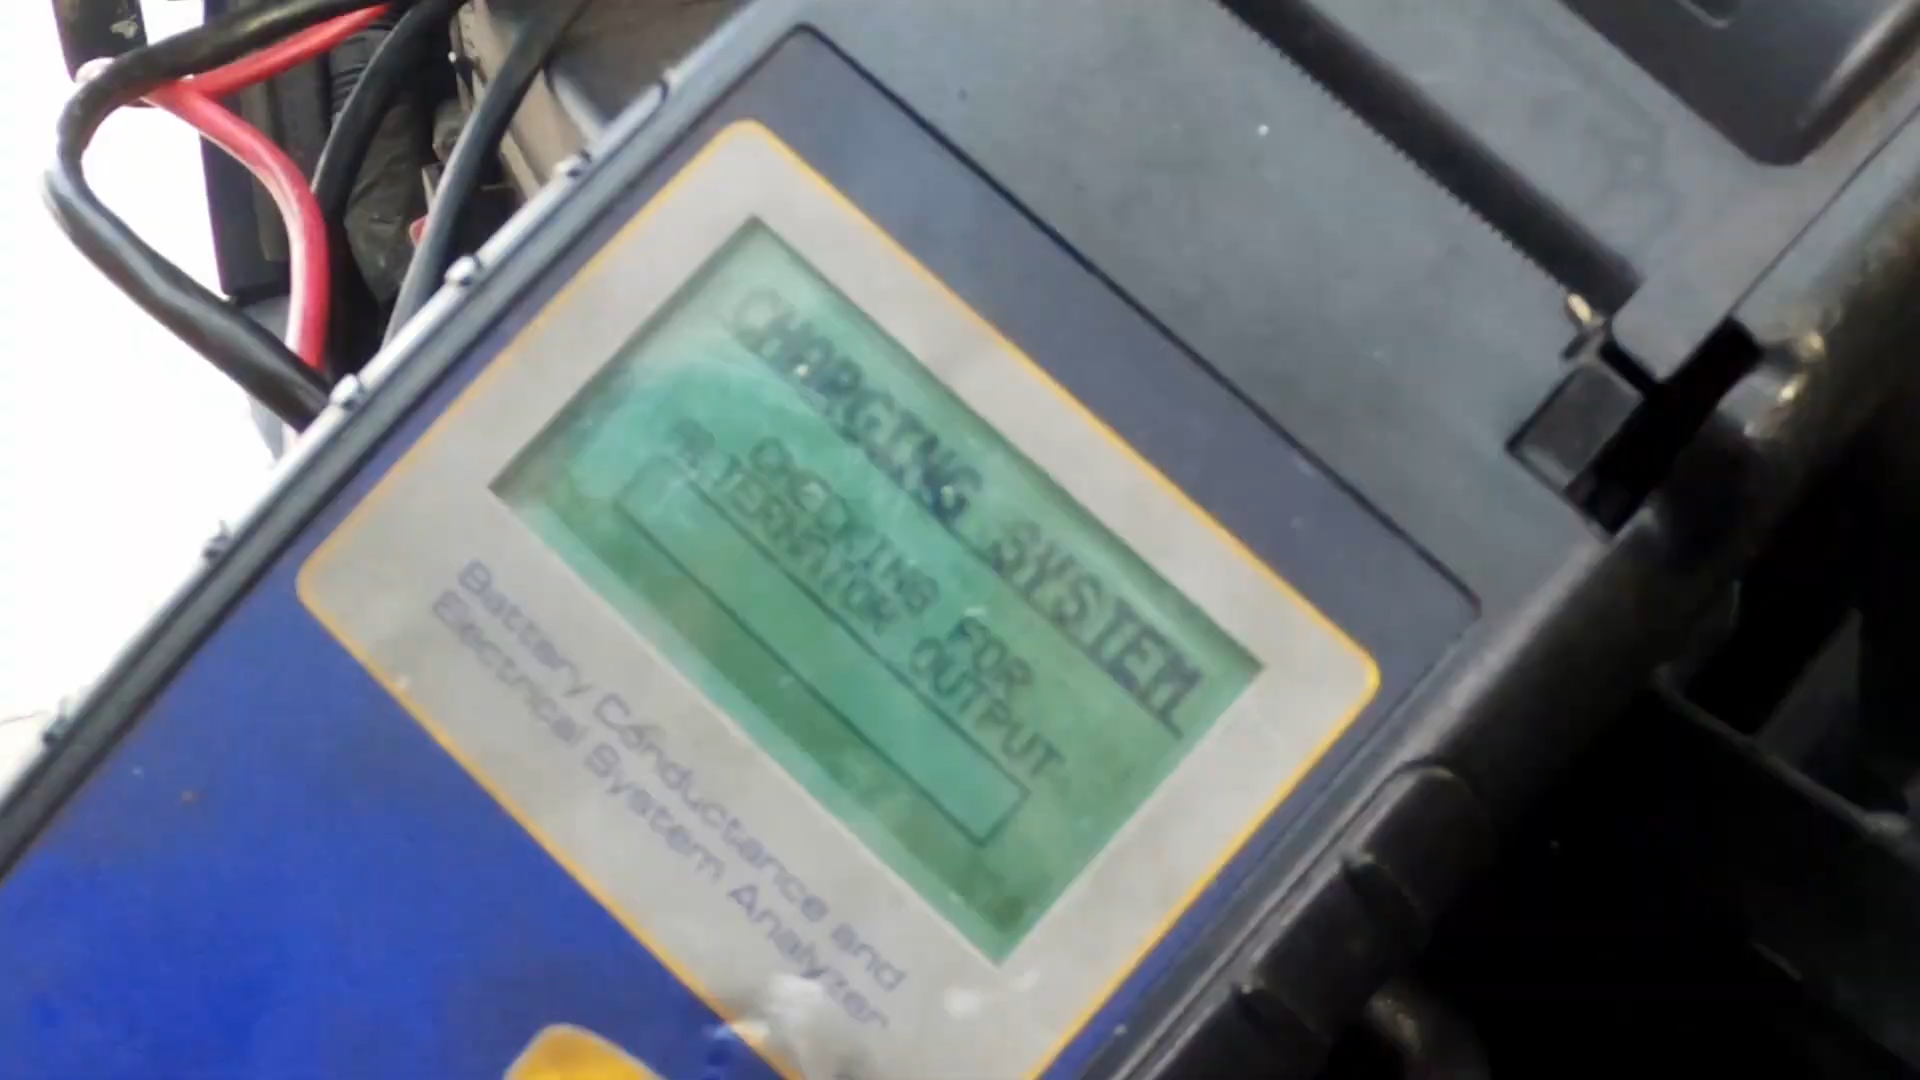 CHARGING SYSTEM
CHECKING FOR
ALTERNATOR OUTPUT
Battery Conductance and
Electrical System Analyzer